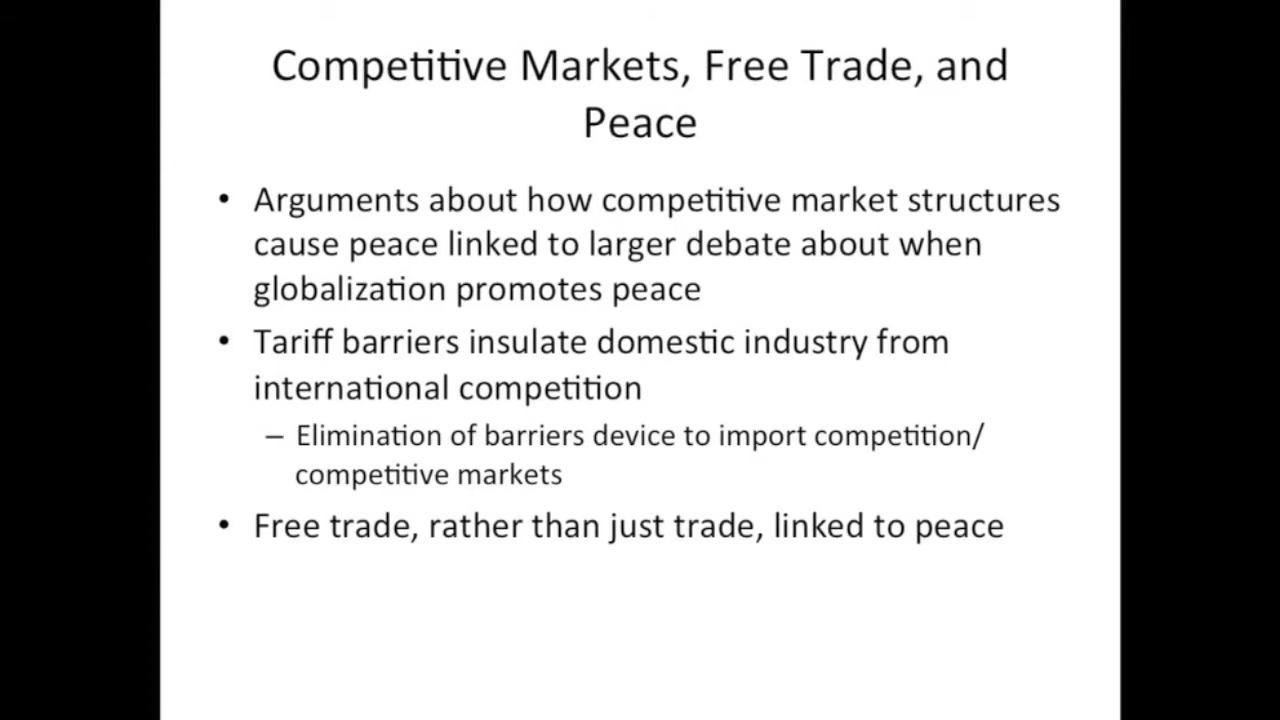 Competitive Markets, Free Trade, and
Peace
• Arguments about how competitive market structures
cause peace linked to larger debate about when
globalization promotes peace
• Tariff barriers insulate domestic industry from
international competition
– Elimination of barriers device to import competition/
competitive markets
• Free trade, rather than just trade, linked to peace